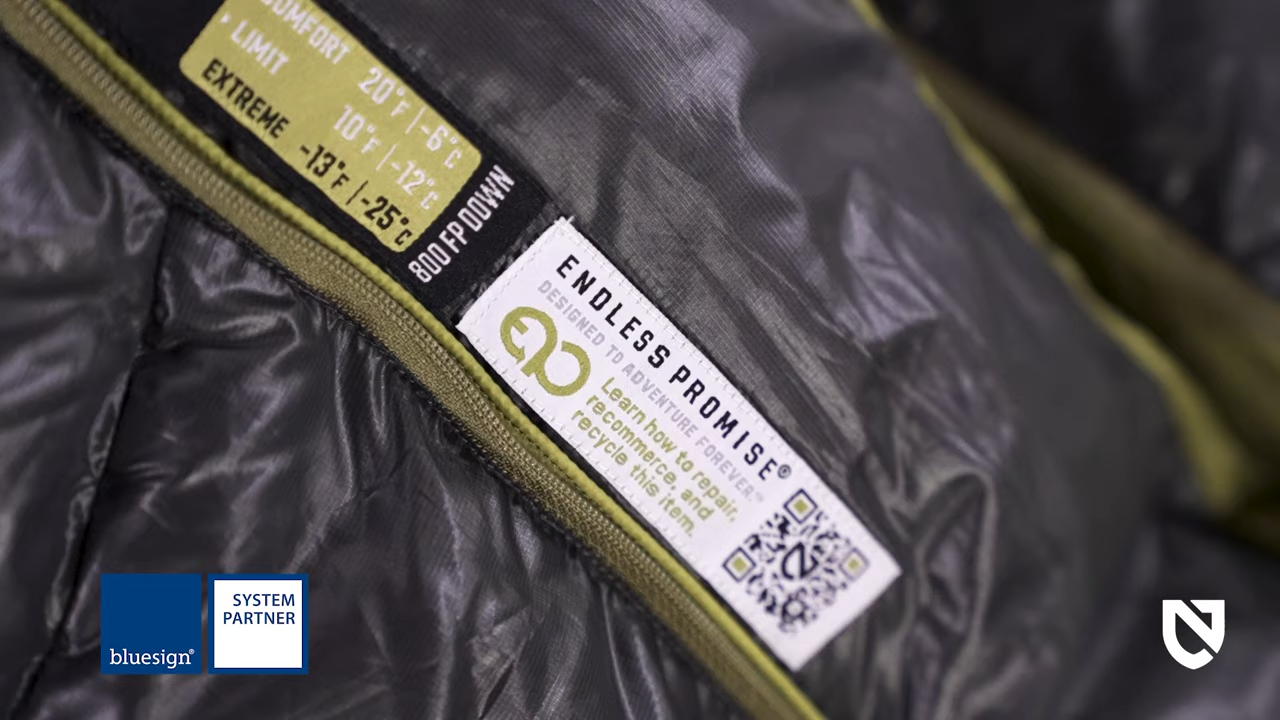 COMFORT 20°F | -6°C
LIMIT 10°F | -12°C
EXTREME -13°F | -25°C
800 FP DOWN
ENDLESS PROMISE®
DESIGNED TO ADVENTURE FOREVER.™
Learn how to repair,
recommerce, and
recycle this item.
bluesign®
SYSTEM
PARTNER